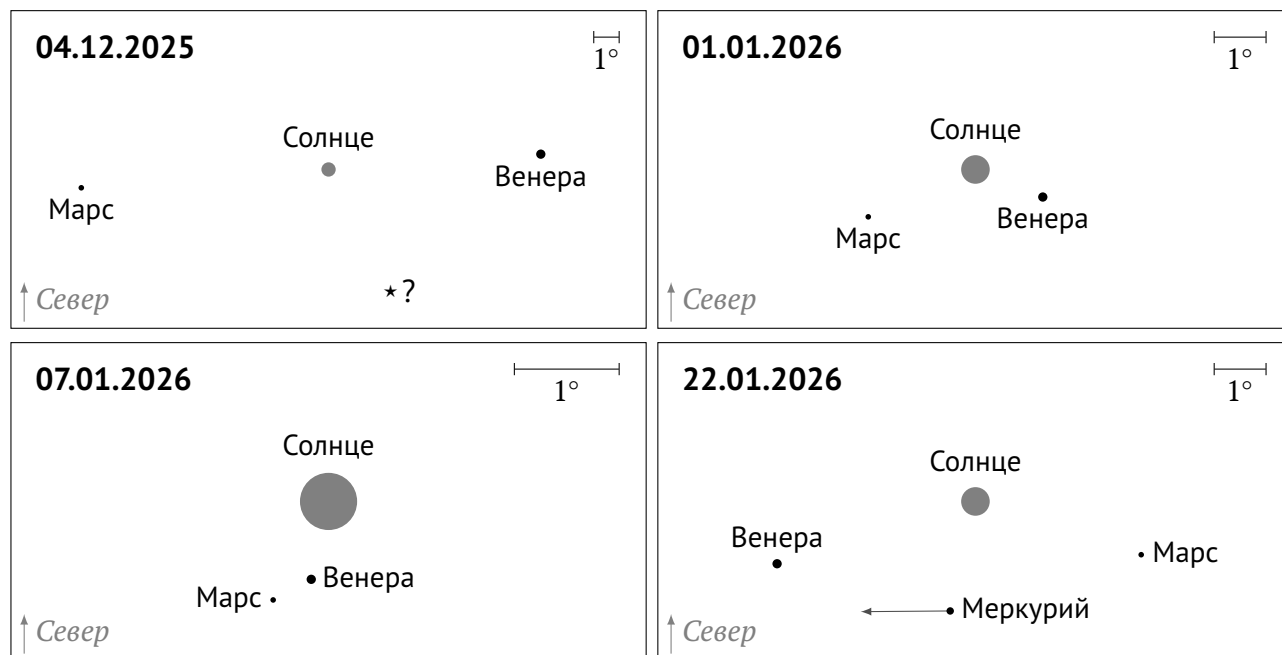 04.12.2025
1°
Солнце
Венера
Марс
?
Север
01.01.2026
1°
Солнце
Венера
Марс
Север
07.01.2026
1°
Солнце
Венера
Марс
Север
22.01.2026
1°
Солнце
Венера
Марс
Меркурий
Север